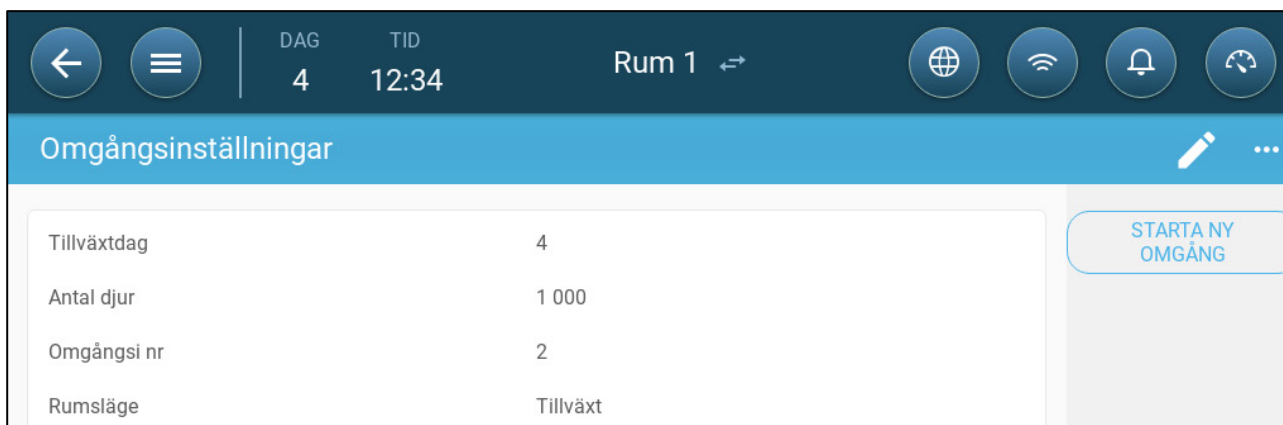 DAG TID
4 12:34 Rum 1
Omgångsinställningar
Tillväxtdag 4
Antal djur 1 000
Omgångsi nr 2
Rumsläge Tillväxt
STARTA NY
OMGÅNG